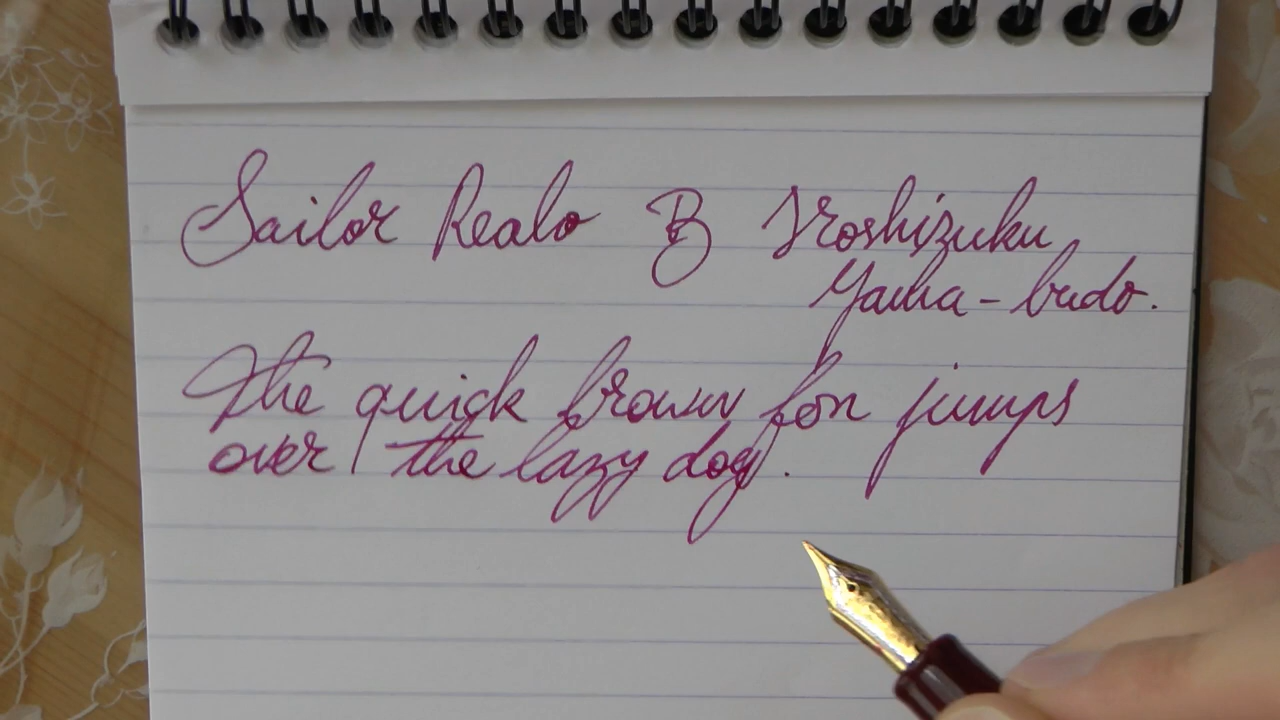 Sailor Realo B Iroshizuku
Yama-budo.
The quick brown fox jumps
over the lazy dog.